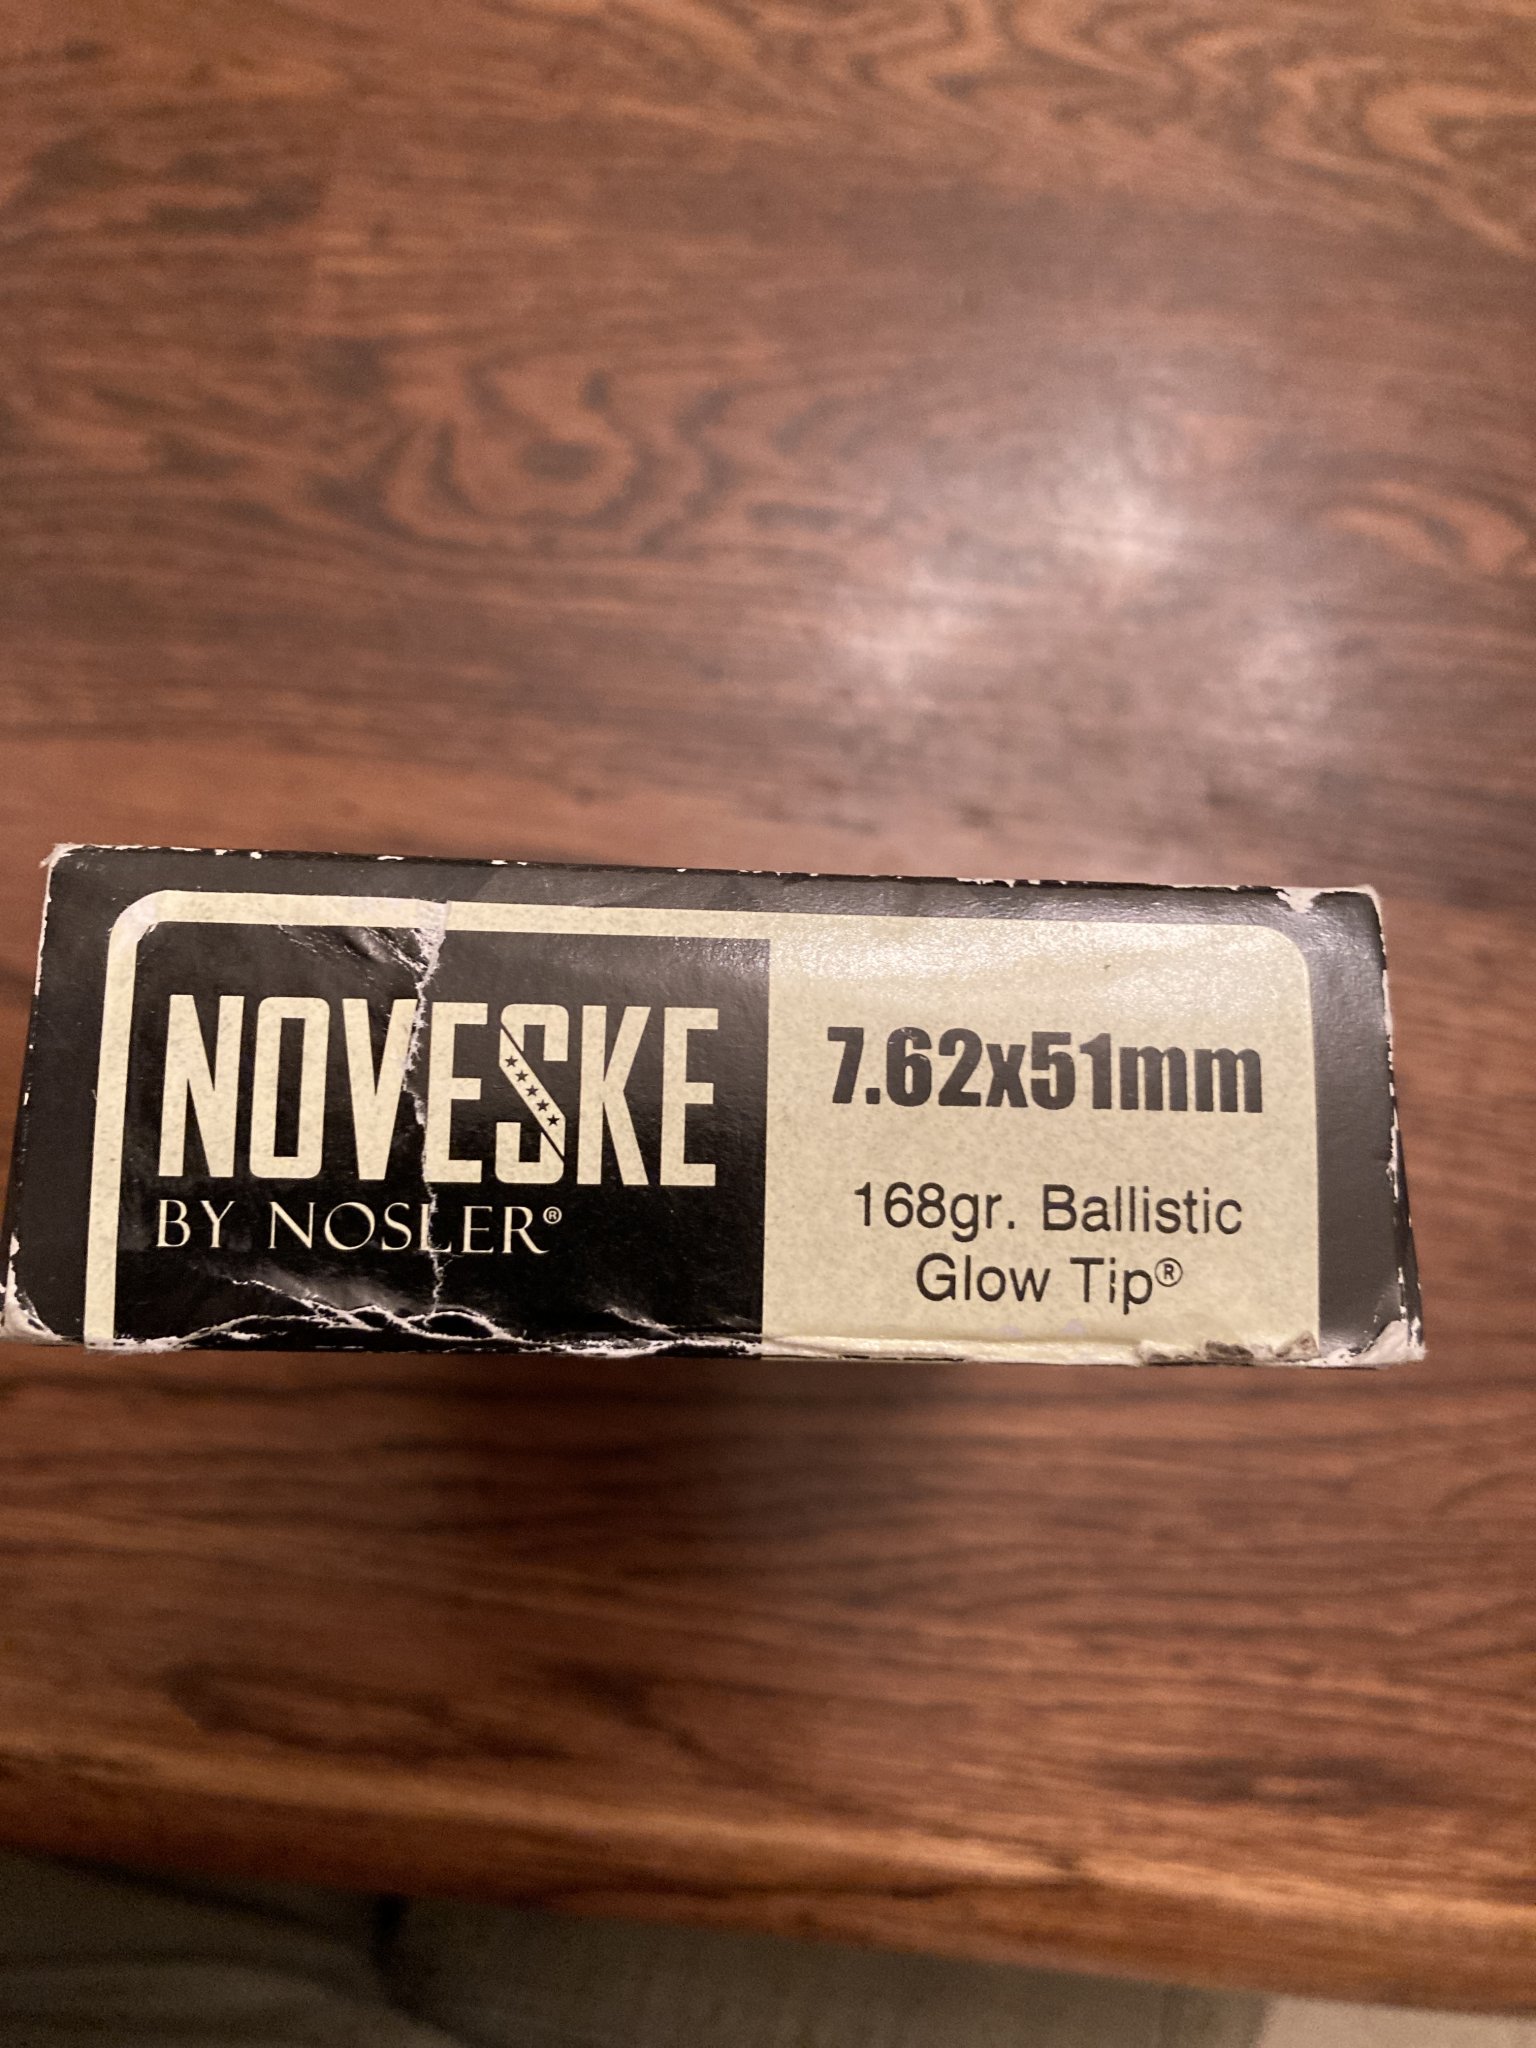 NOVESKE
BY NOSLER®
7.62x51mm
168gr. Ballistic
Glow Tip®